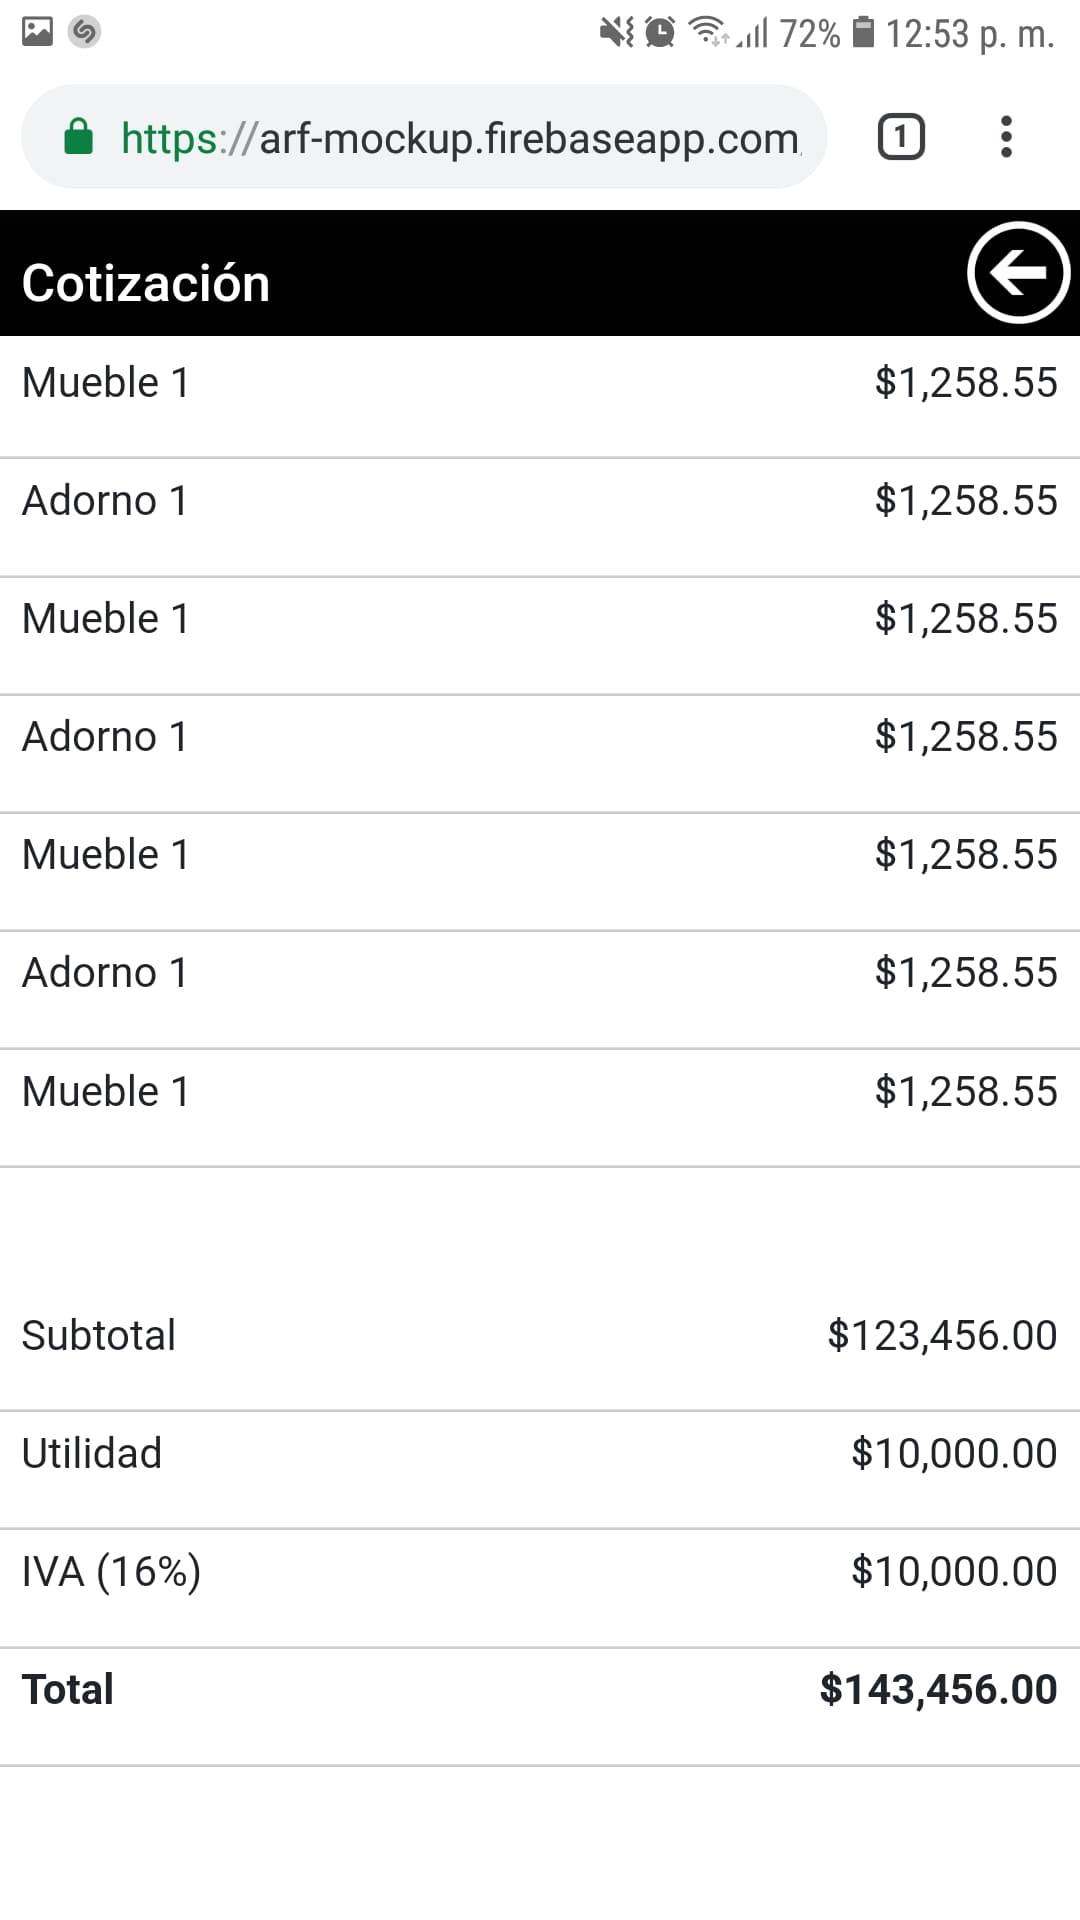 72% 12:53 p. m.
https://arf-mockup.firebaseapp.com
1
Cotización
Mueble 1 $1,258.55
Adorno 1 $1,258.55
Mueble 1 $1,258.55
Adorno 1 $1,258.55
Mueble 1 $1,258.55
Adorno 1 $1,258.55
Mueble 1 $1,258.55
Subtotal $123,456.00
Utilidad $10,000.00
IVA (16%) $10,000.00
Total $143,456.00